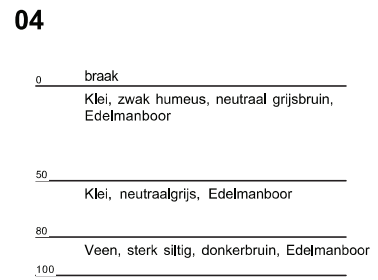 04
0 braak
Klei, zwak humeus, neutraal grijsbruin,
Edelmanboor
50
Klei, neutraalgrijs, Edelmanboor
80
Veen, sterk siltig, donkerbruin, Edelmanboor
100